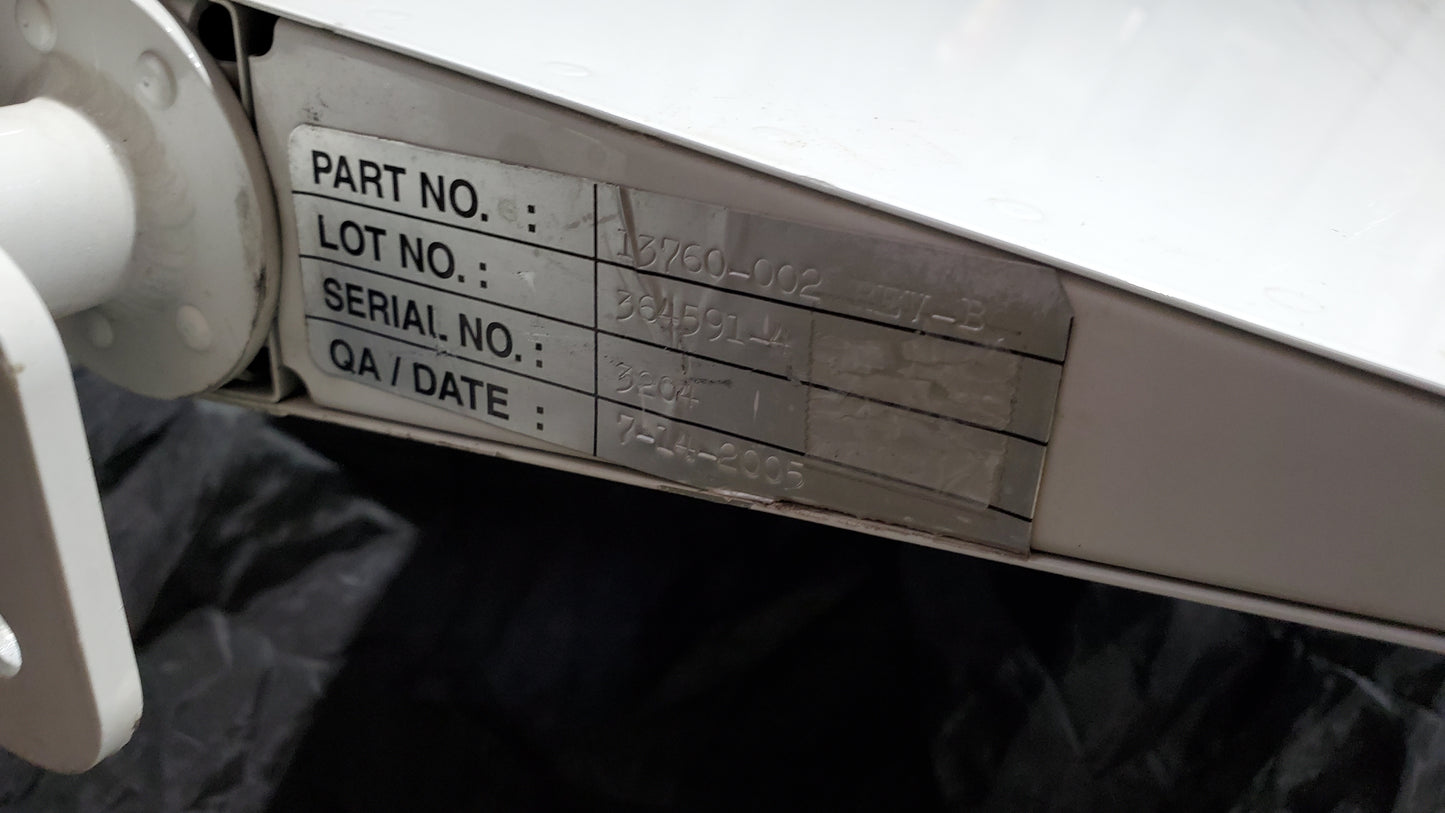 PART NO. : 13760-002 REV-B
LOT NO. : 364591-4
SERIAL NO. : 3204
QA / DATE : 7-14-2005